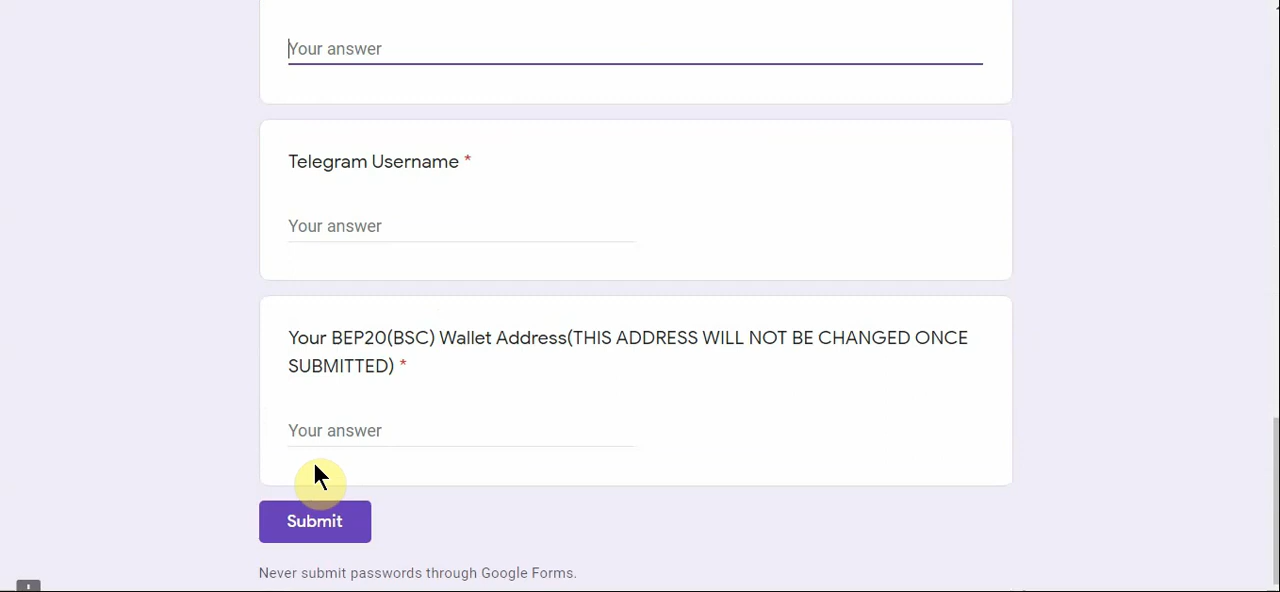 Your answer
Telegram Username *
Your answer
Your BEP20(BSC) Wallet Address(THIS ADDRESS WILL NOT BE CHANGED ONCE
SUBMITTED) *
Your answer
Submit
Never submit passwords through Google Forms.